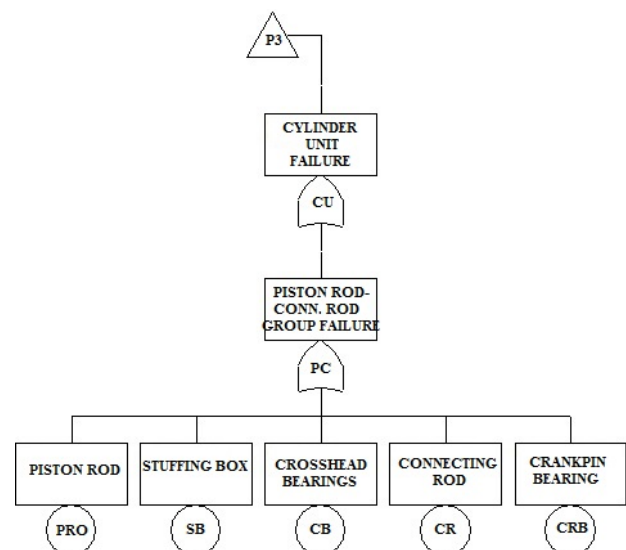 P3
CYLINDER
UNIT
FAILURE
CU
PISTON ROD-
CONN. ROD
GROUP FAILURE
PC
PISTON ROD
STUFFING BOX
CROSSHEAD
BEARINGS
CONNECTING
ROD
CRANKPIN
BEARING
PRO
SB
CB
CR
CRB